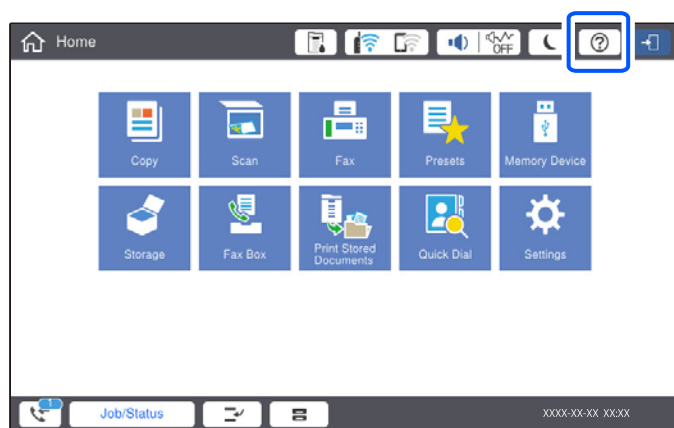 Home
OFF
?
Copy
Scan
Fax
Presets
Memory Device
Storage
Fax Box
Print Stored
Documents
Quick Dial
Settings
1
Job/Status
XXXX-XX-XX XX:XX